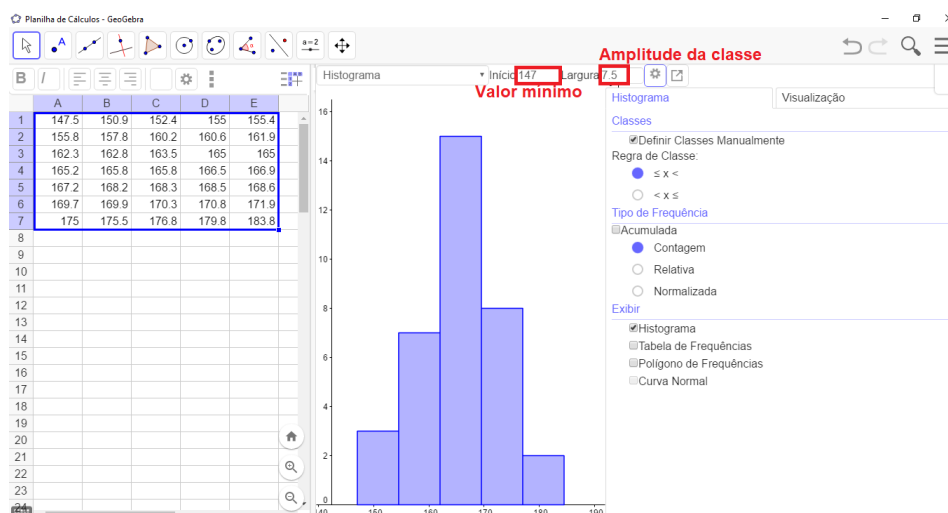 Planilha de Cálculos - GeoGebra
A
a=2
Amplitude da classe
B I
Histograma
Início 147 Largura 7.5
Valor mínimo
Histograma Visualização
Classes
Definir Classes Manualmente
Regra de Classe:
≤ x <
< x ≤
Tipo de Frequência
Acumulada
Contagem
Relativa
Normalizada
Exibir
Histograma
Tabela de Frequências
Polígono de Frequências
Curva Normal
A B C D E
1 147.5 150.9 152.4 155 155.4
2 155.8 157.8 160.2 160.6 161.9
3 162.3 162.8 163.5 165 165
4 165.2 165.8 165.8 166.5 166.9
5 167.2 168.2 168.3 168.5 168.6
6 169.7 169.9 170.3 170.8 171.9
7 175 175.5 176.8 179.8 183.8
8
9
10
11
12
13
14
15
16
17
18
19
20
21
22
23
24
16
14
12
10
8
6
4
2
0
140 150 160 170 180 190